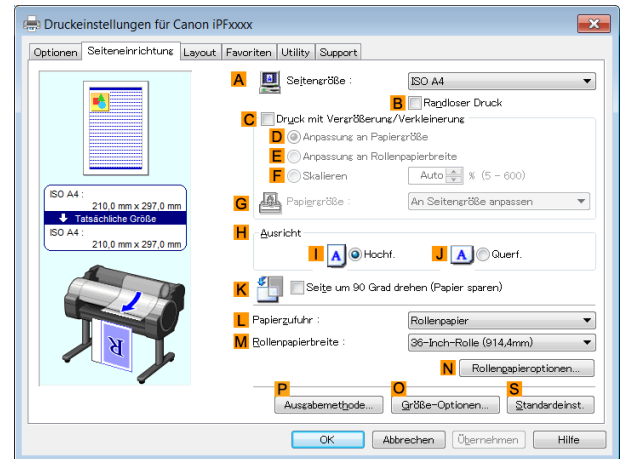 Druckeinstellungen für Canon iPFxxxx
Optionen Seiteneinrichtung Layout Favoriten Utility Support
A Seitengröße : ISO A4
B Randloser Druck
C Druck mit Vergrößerung/Verkleinerung
D Anpassung an Papiergröße
E Anpassung an Rollenpapierbreite
F Skalieren Auto % (5 - 600)
G Papiergröße : An Seitengröße anpassen
ISO A4 :
210,0 mm x 297,0 mm
Tatsächliche Größe
ISO A4 :
210,0 mm x 297,0 mm
H Ausricht
I A Hochf. J A Querf.
K Seite um 90 Grad drehen (Papier sparen)
L Papierzufuhr : Rollenpapier
M Rollenpapierbreite : 36-Inch-Rolle (914,4mm)
R
N Rollenpapieroptionen...
P O S
Ausgabemethode... Größe-Optionen... Standardeinst.
OK Abbrechen Übernehmen Hilfe